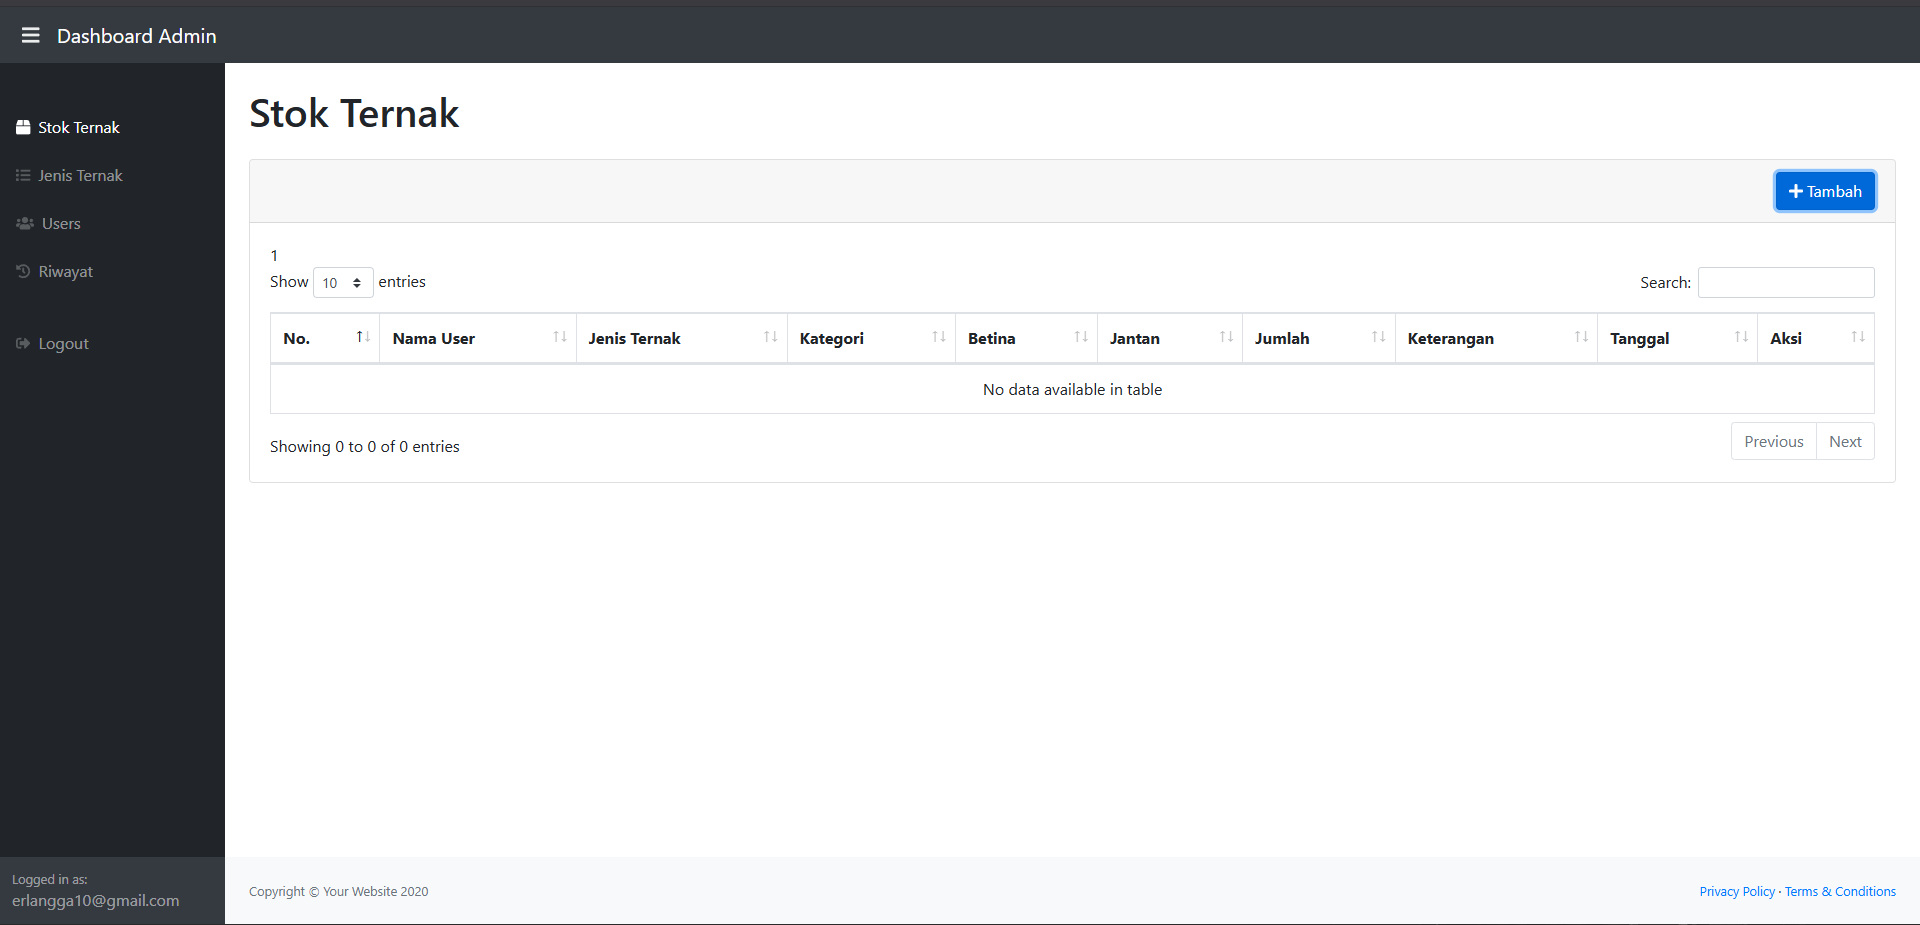 Dashboard Admin
Stok Ternak
Jenis Ternak
Users
Riwayat
Logout
Logged in as:
erlangga10@gmail.com
Stok Ternak
Tambah
1
Show 10 entries
Search:
No. Nama User Jenis Ternak Kategori Betina Jantan Jumlah Keterangan Tanggal Aksi
No data available in table
Showing 0 to 0 of 0 entries
Previous Next
Copyright © Your Website 2020
Privacy Policy · Terms & Conditions